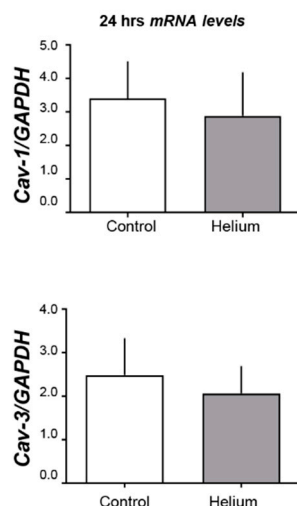 24 hrs mRNA levels
Cav-1/GAPDH
5.0
4.0
3.0
2.0
1.0
0.0
Control Helium
Cav-3/GAPDH
4.0
3.0
2.0
1.0
0.0
Control Helium